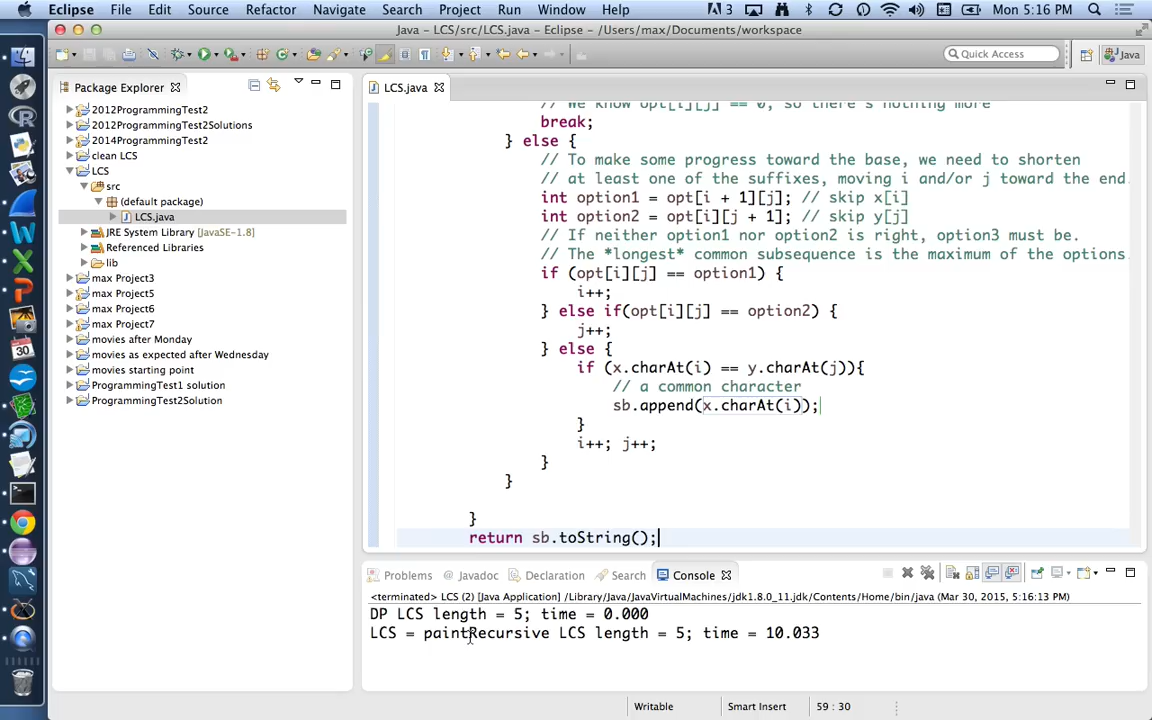 Eclipse File Edit Source Refactor Navigate Search Project Run Window Help 3 Mon 5:16 PM
Java - LCS/src/LCS.java - Eclipse - /Users/max/Documents/workspace
Quick Access Java
Package Explorer
2012ProgrammingTest2
2012ProgrammingTest2Solutions
2014ProgrammingTest2
clean LCS
LCS
src
(default package)
LCS.java
JRE System Library [JavaSE-1.8]
Referenced Libraries
lib
max Project3
max Project5
max Project6
max Project7
movies after Monday
movies as expected after Wednesday
movies starting point
ProgrammingTest1 solution
ProgrammingTest2Solution
LCS.java
// We know opt[i][j] == 0, so there's nothing more
break;
} else {
// To make some progress toward the base, we need to shorten
// at least one of the suffixes, moving i and/or j toward the end.
int option1 = opt[i + 1][j]; // skip x[i]
int option2 = opt[i][j + 1]; // skip y[j]
// If neither option1 nor option2 is right, option3 must be.
// The *longest* common subsequence is the maximum of the options.
if (opt[i][j] == option1) {
i++;
} else if(opt[i][j] == option2) {
j++;
} else {
if (x.charAt(i) == y.charAt(j)){
// a common character
sb.append(x.charAt(i));
}
i++; j++;
}
}
}
return sb.toString();
Problems @ Javadoc Declaration Search Console
<terminated> LCS (2) [Java Application] /Library/Java/JavaVirtualMachines/jdk1.8.0_11.jdk/Contents/Home/bin/java (Mar 30, 2015, 5:16:13 PM)
DP LCS length = 5; time = 0.000
LCS = paintRecursive LCS length = 5; time = 10.033
Writable Smart Insert 59 : 30